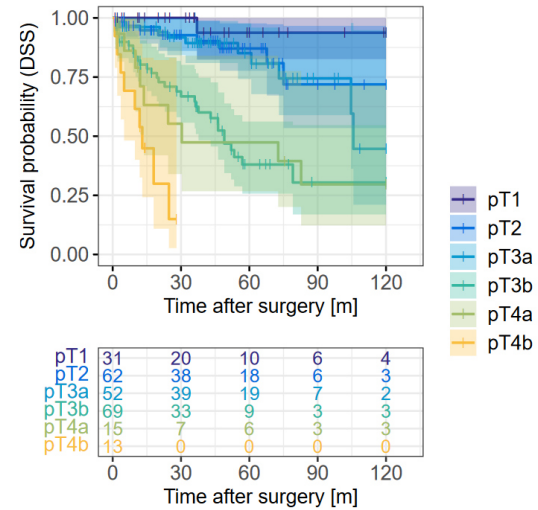 Survival probability (DSS)
1.00
0.75
0.50
0.25
0.00
0 30 60 90 120
Time after surgery [m]
pT1
pT2
pT3a
pT3b
pT4a
pT4b
pT1 31 20 10 6 4
pT2 62 38 18 6 3
pT3a 52 39 19 7 2
pT3b 69 33 9 3 3
pT4a 15 7 6 3 3
pT4b 13 0 0 0 0
0 30 60 90 120
Time after surgery [m]